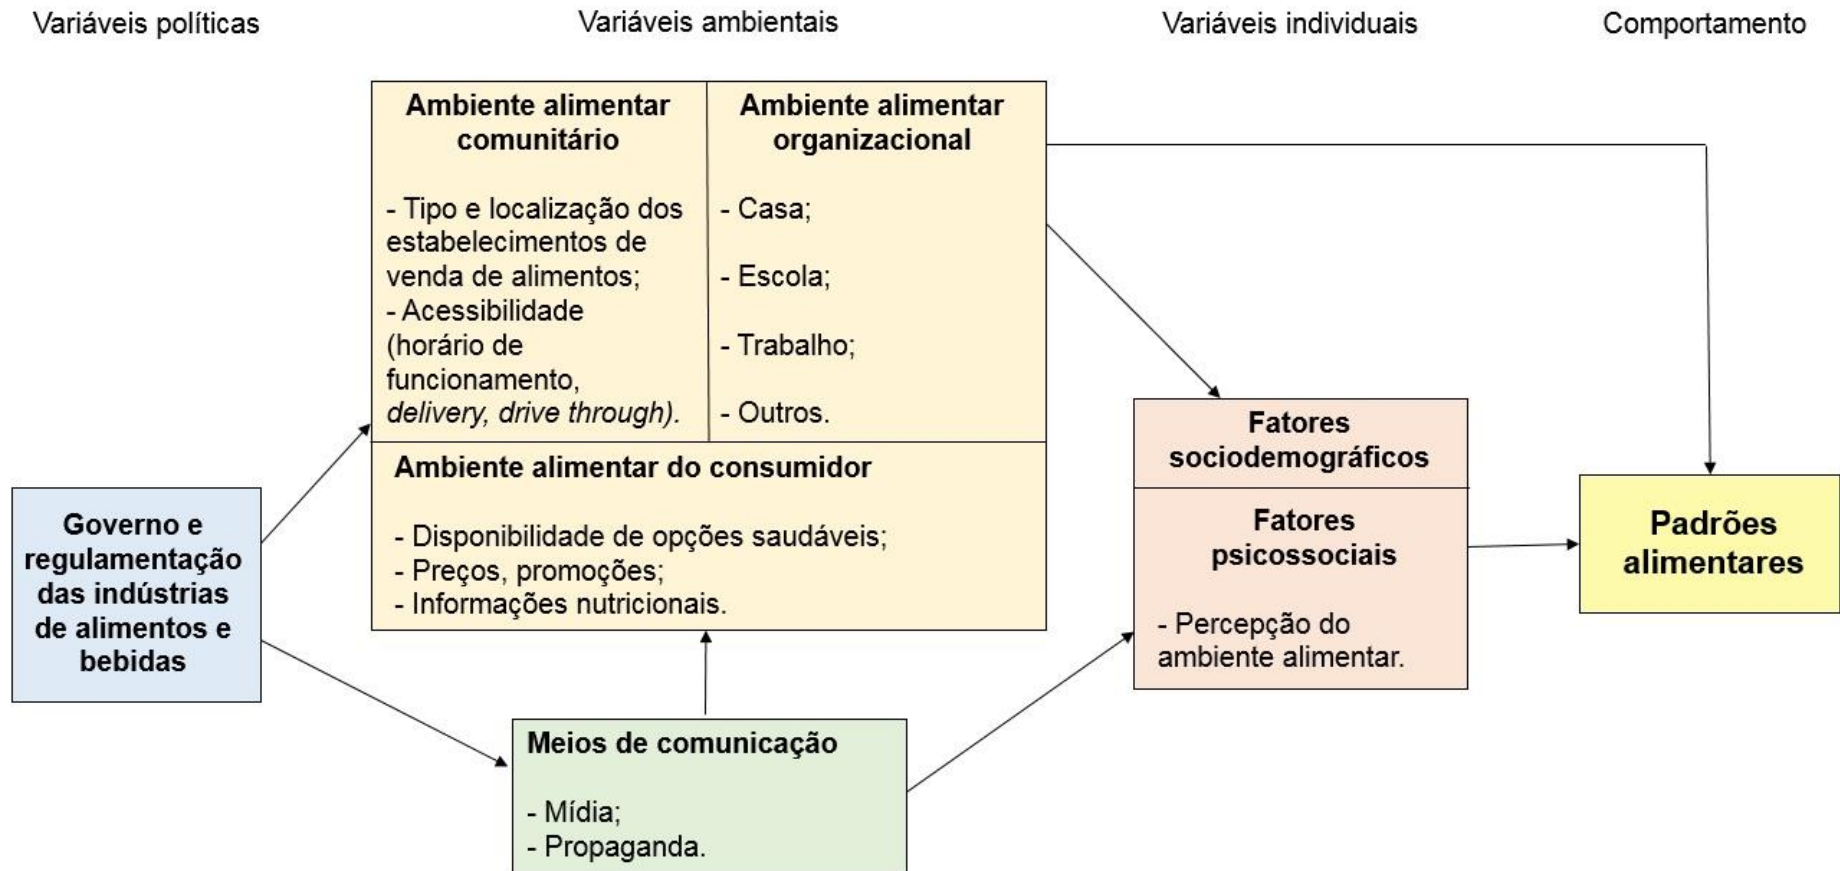 Variáveis políticas
Variáveis ambientais
Variáveis individuais
Comportamento
Ambiente alimentar
comunitário
- Tipo e localização dos
estabelecimentos de
venda de alimentos;
- Acessibilidade
(horário de
funcionamento,
delivery, drive through).
Ambiente alimentar
organizacional
- Casa;
- Escola;
- Trabalho;
- Outros.
Ambiente alimentar do consumidor
- Disponibilidade de opções saudáveis;
- Preços, promoções;
- Informações nutricionais.
Governo e
regulamentação
das indústrias
de alimentos e
bebidas
Meios de comunicação
- Mídia;
- Propaganda.
Fatores
sociodemográficos
Fatores
psicossociais
- Percepção do
ambiente alimentar.
Padrões
alimentares